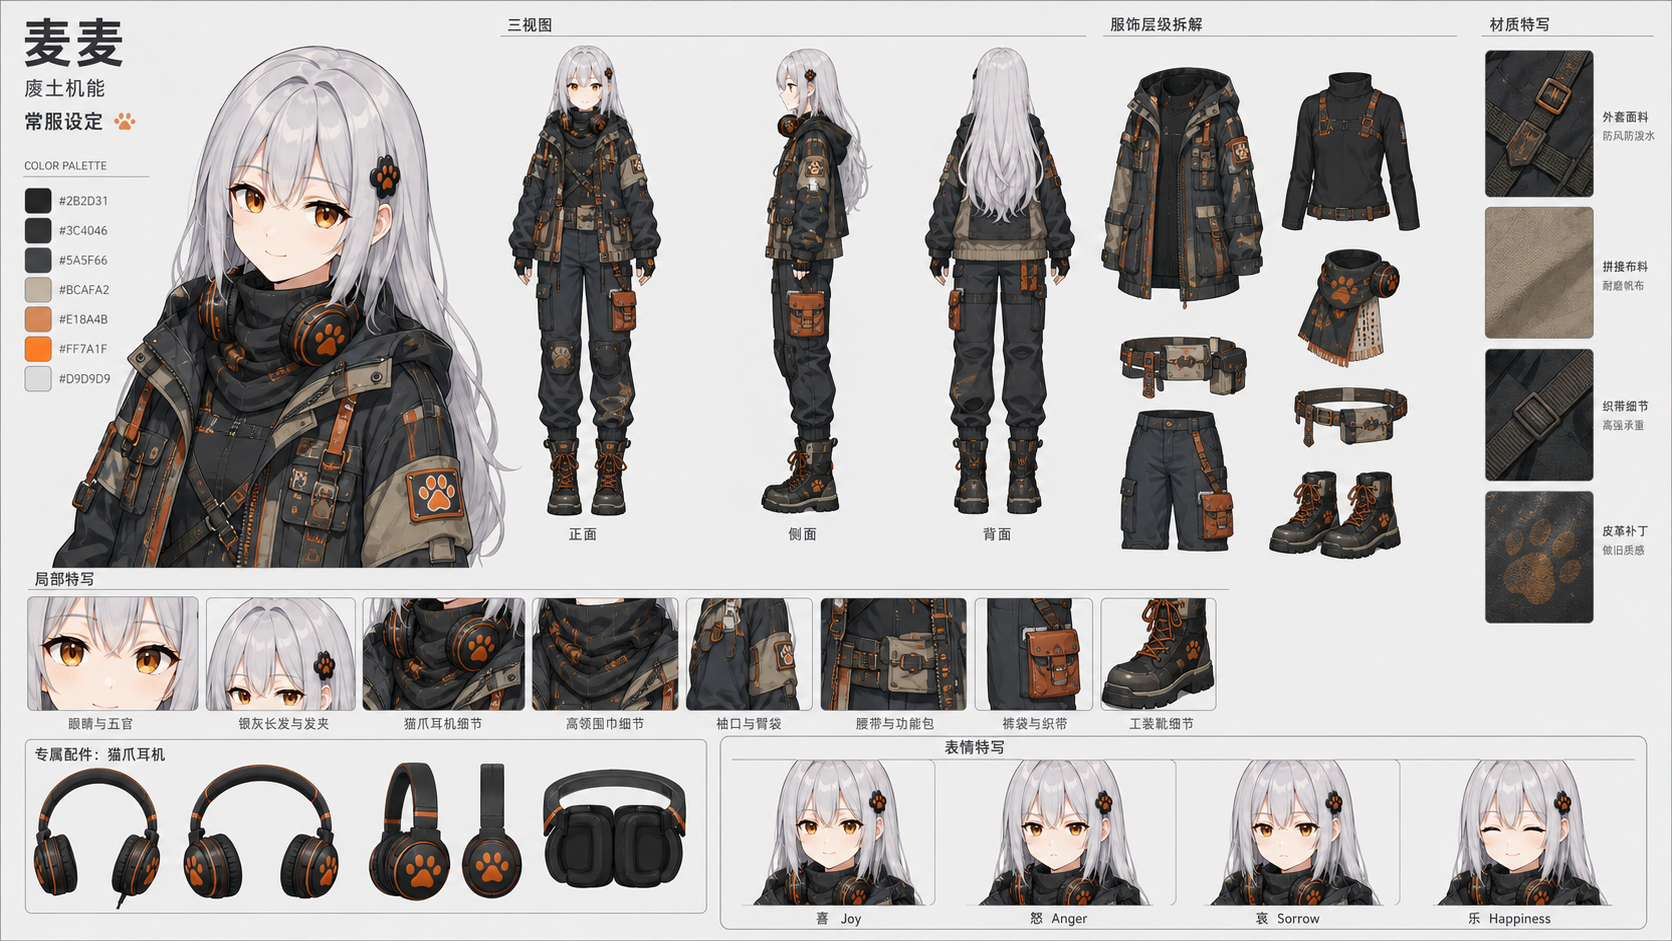 麦麦
废土机能
常服设定
COLOR PALETTE
#2B2D31
#3C4046
#5A5F66
#BCAFA2
#E18A4B
#FF7A1F
#D9D9D9
三视图
正面
侧面
背面
服饰层级拆解
材质特写
外套面料
防风防泼水
拼接布料
耐磨帆布
织带细节
高强承重
皮革补丁
做旧质感
局部特写
眼睛与五官
银灰长发与发夹
猫爪耳机细节
高领围巾细节
袖口与臂袋
腰带与功能包
裤袋与织带
工装靴细节
专属配件：猫爪耳机
表情特写
喜 Joy
怒 Anger
哀 Sorrow
乐 Happiness